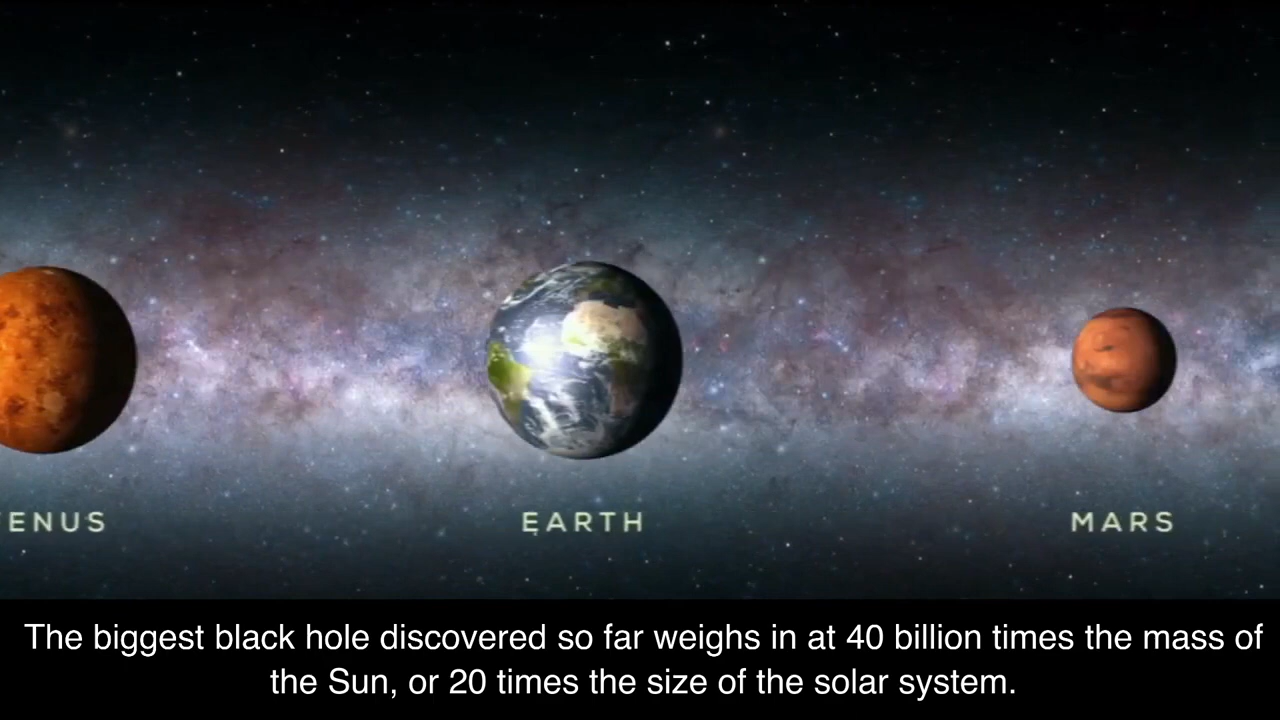 ENUS EARTH MARS
The biggest black hole discovered so far weighs in at 40 billion times the mass of
the Sun, or 20 times the size of the solar system.